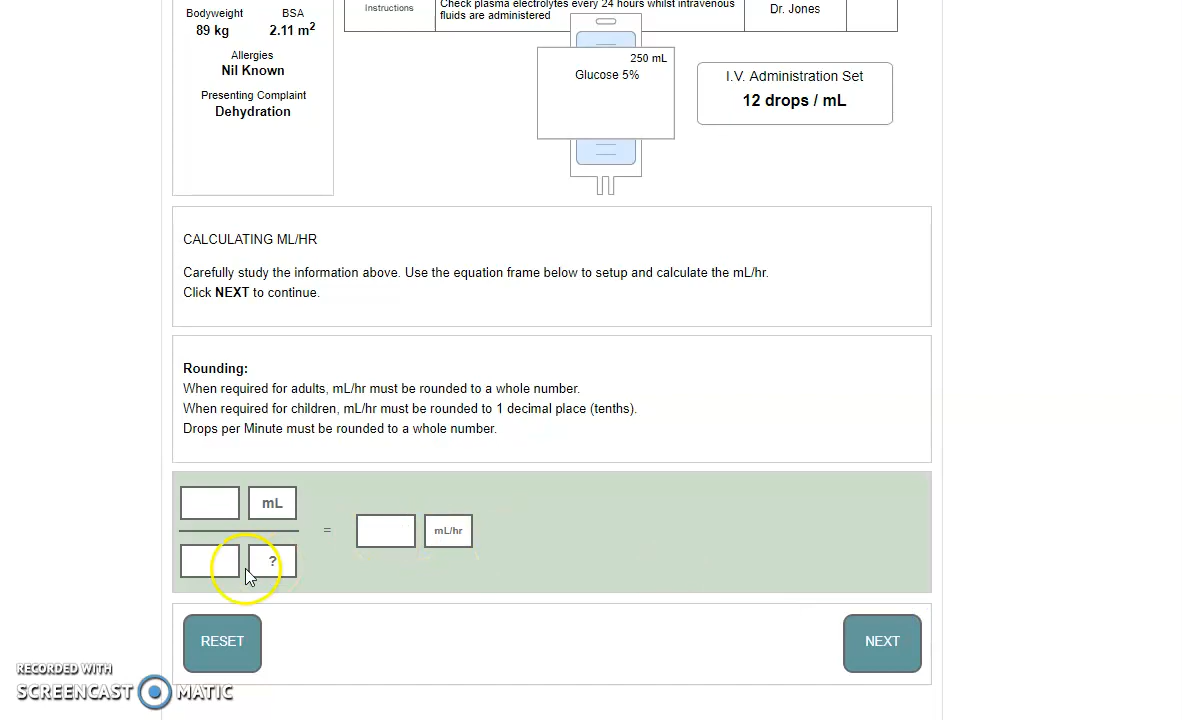 Bodyweight BSA
89 kg 2.11 m²
Allergies
Nil Known
Presenting Complaint
Dehydration
Instructions
Check plasma electrolytes every 24 hours whilst intravenous
fluids are administered
Dr. Jones
250 mL
Glucose 5%
I.V. Administration Set
12 drops / mL
CALCULATING ML/HR
Carefully study the information above. Use the equation frame below to setup and calculate the mL/hr.
Click NEXT to continue.
Rounding:
When required for adults, mL/hr must be rounded to a whole number.
When required for children, mL/hr must be rounded to 1 decimal place (tenths).
Drops per Minute must be rounded to a whole number.
mL
= mL/hr
?
RESET NEXT
RECORDED WITH
SCREENCAST MATIC